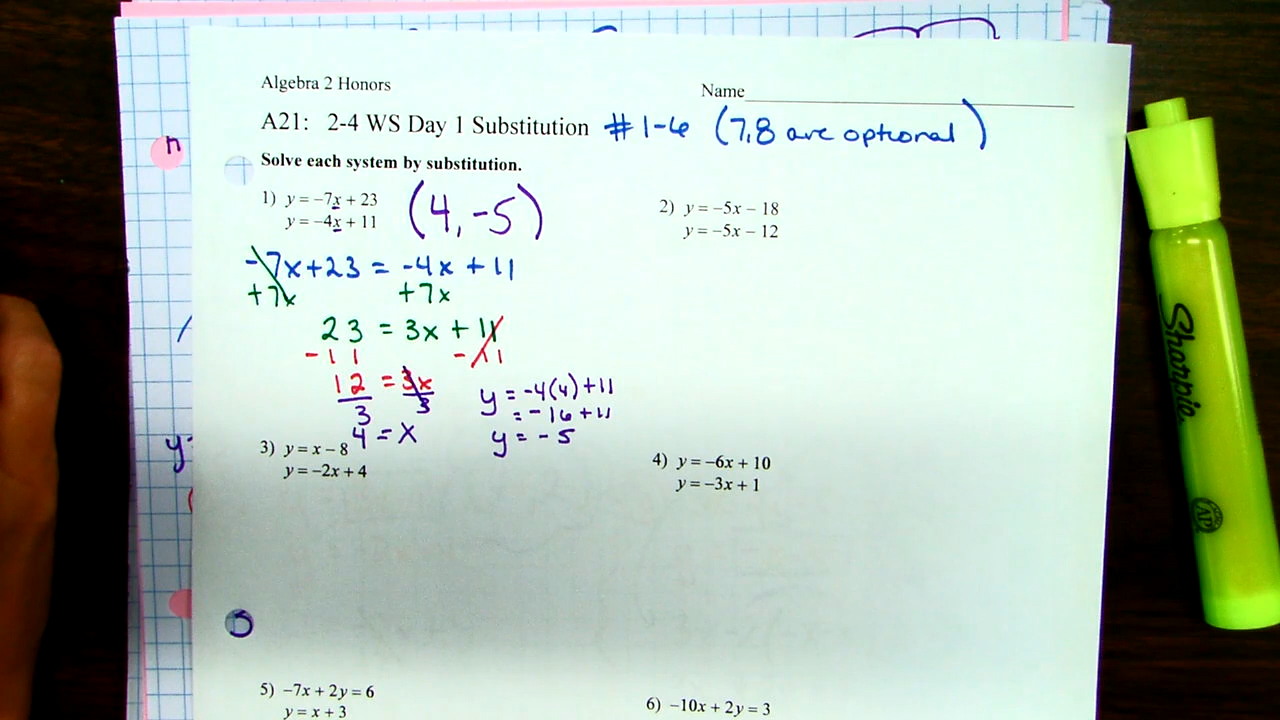 Algebra 2 Honors
Name
A21: 2-4 WS Day 1 Substitution #1-6 (7,8 are optional)
Solve each system by substitution.
1) y = −7x + 23
y = −4x + 11
(4, -5)
-7x+23 = -4x + 11
+7x +7x
23 = 3x + 11
-11 -11
12 = 3x
3 3
4 = x
y = -4(4)+11
= -16+11
y = -5
2) y = −5x − 18
y = −5x − 12
3) y = x − 8
y = −2x + 4
4) y = −6x + 10
y = −3x + 1
5) −7x + 2y = 6
y = x + 3
6) −10x + 2y = 3
n
y
Sharpie
AP